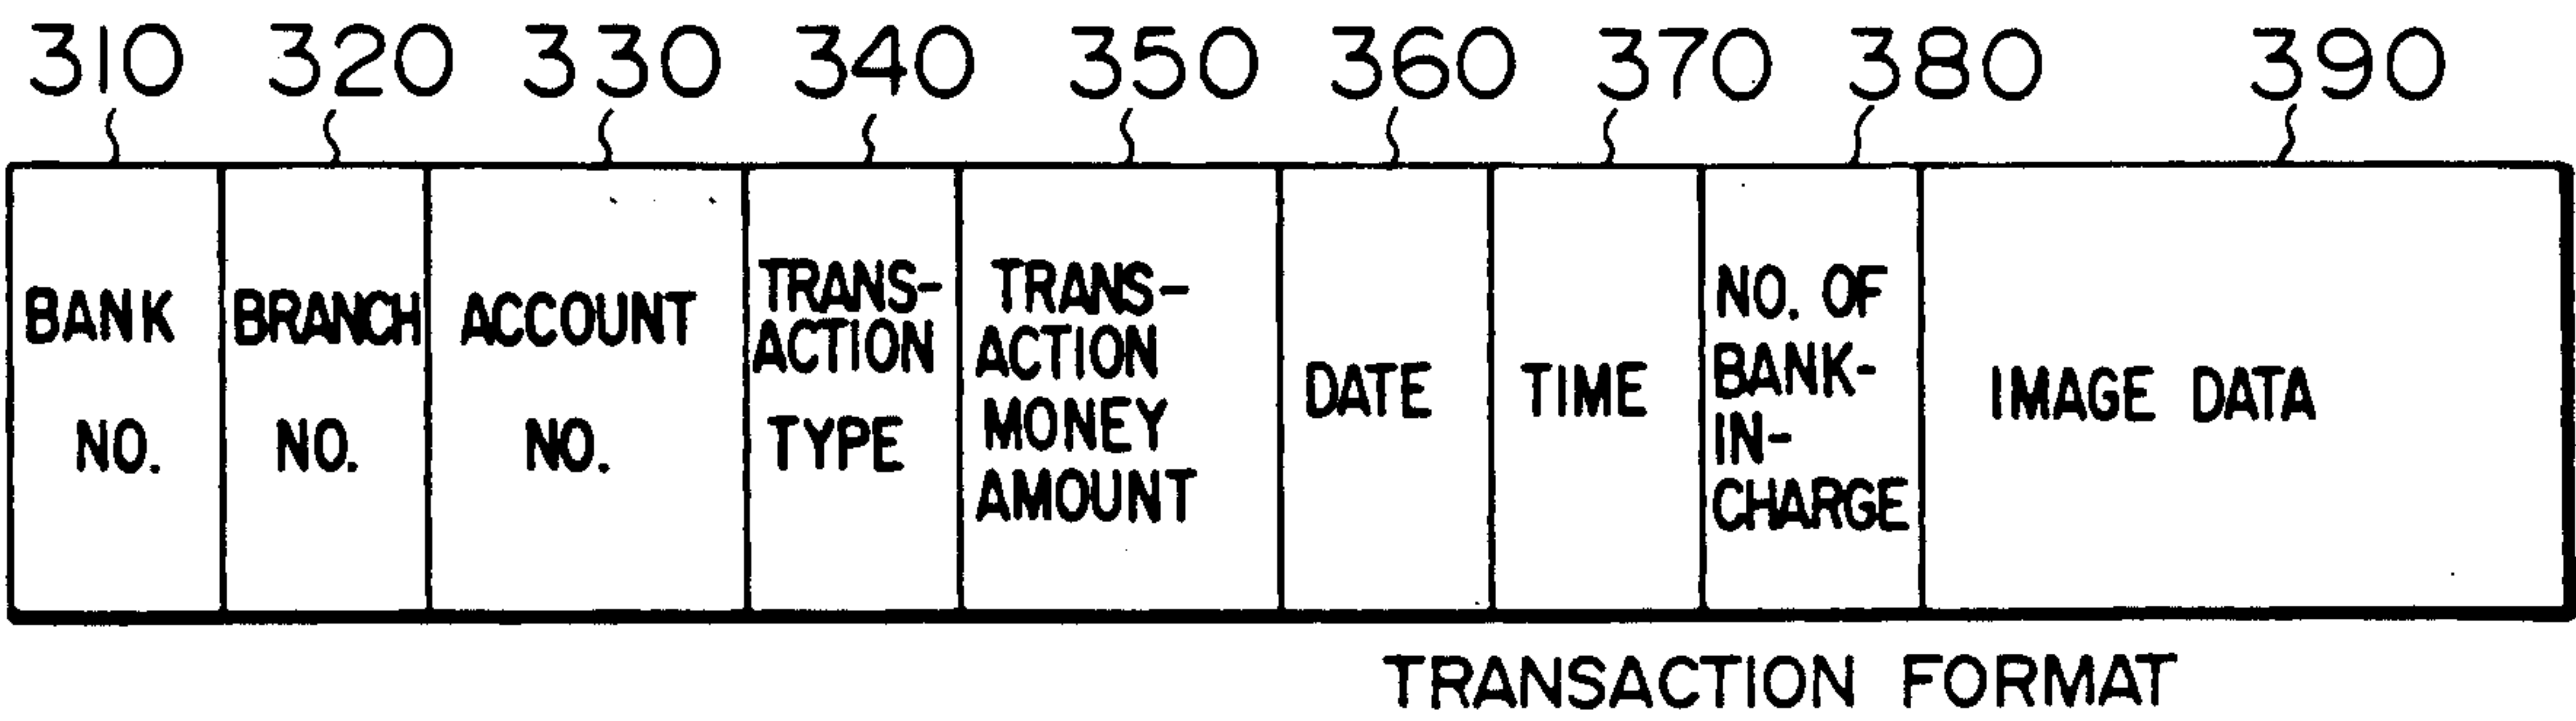 310 320 330 340 350 360 370 380 390
BANK
NO.
BRANCH
NO.
ACCOUNT
NO.
TRANS-
ACTION
TYPE
TRANS-
ACTION
MONEY
AMOUNT
DATE
TIME
NO. OF
BANK-
IN-
CHARGE
IMAGE DATA
TRANSACTION FORMAT